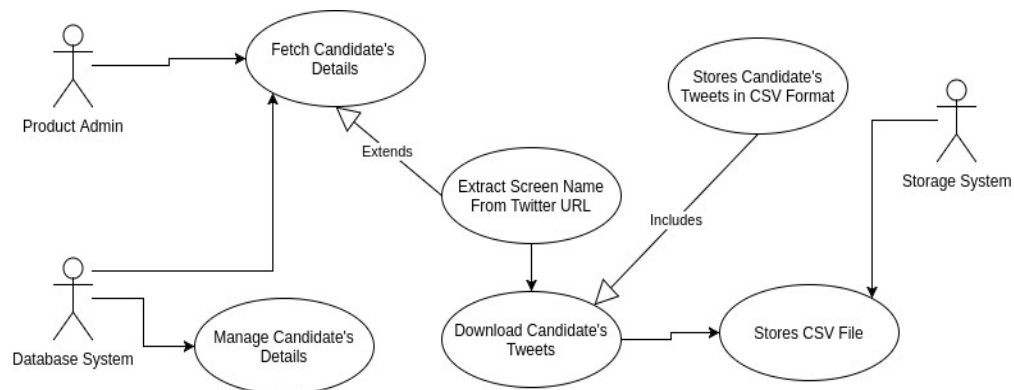 Fetch Candidate's
Details
Product Admin
Stores Candidate's
Tweets in CSV Format
Extends
Extract Screen Name
From Twitter URL
Storage System
Includes
Database System
Manage Candidate's
Details
Download Candidate's
Tweets
Stores CSV File